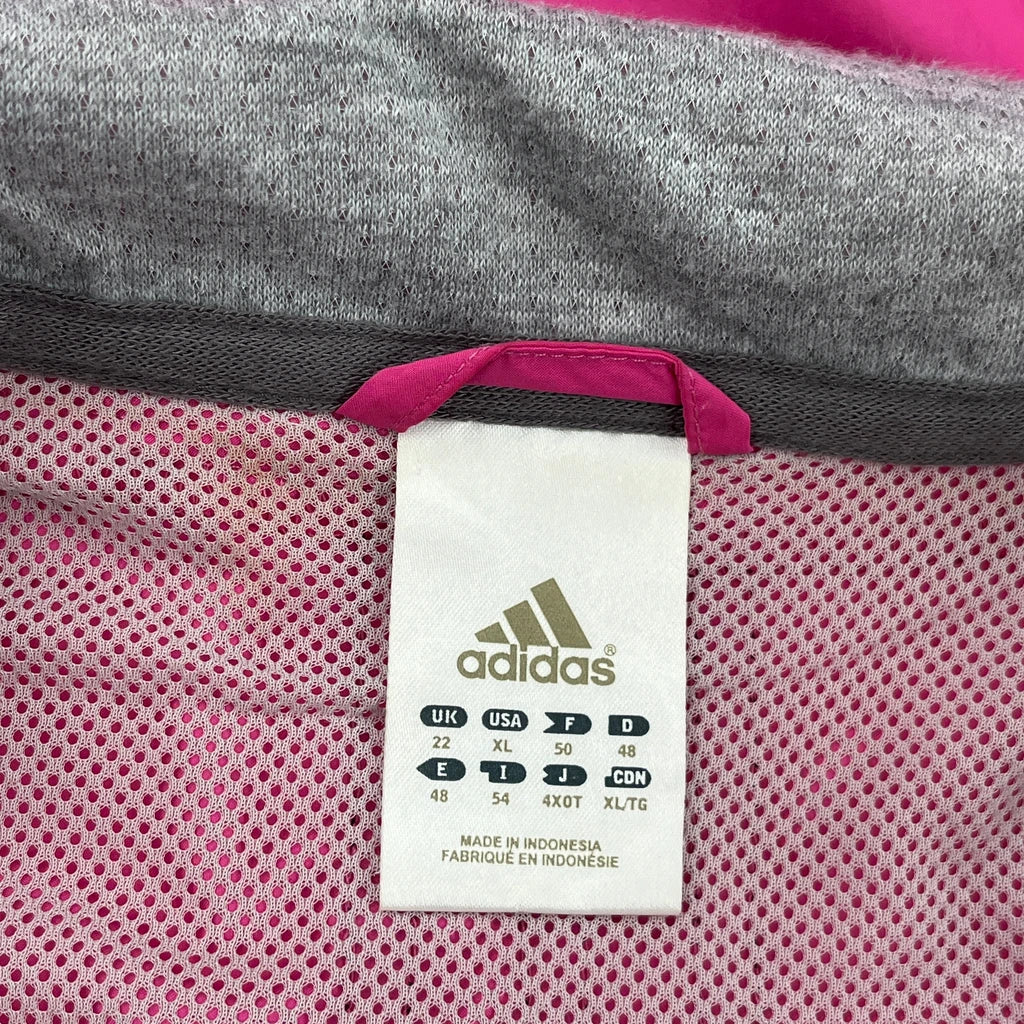 adidas®
UK USA F D
22 XL 50 48
E I J CDN
48 54 4XOT XL/TG
MADE IN INDONESIA
FABRIQUÉ EN INDONÉSIE